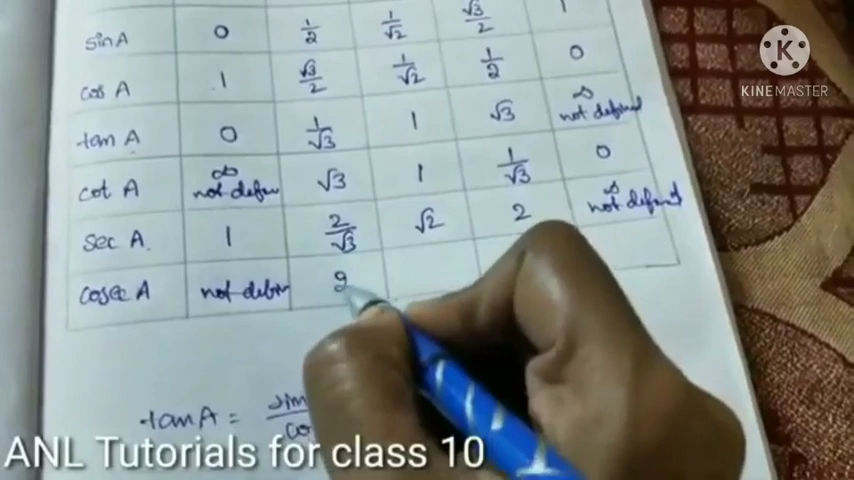 sin A 0 1/2 1/√2 √3/2 1
cos A 1 √3/2 1/√2 1/2 0
tan A 0 1/√3 1 √3 ∞ not defined
cot A ∞ not define √3 1 1/√3 0
sec A 1 2/√3 √2 2 ∞ not defined
cosec A not defin 2
tan A =
ANL Tutorials for class 10
K
KINEMASTER